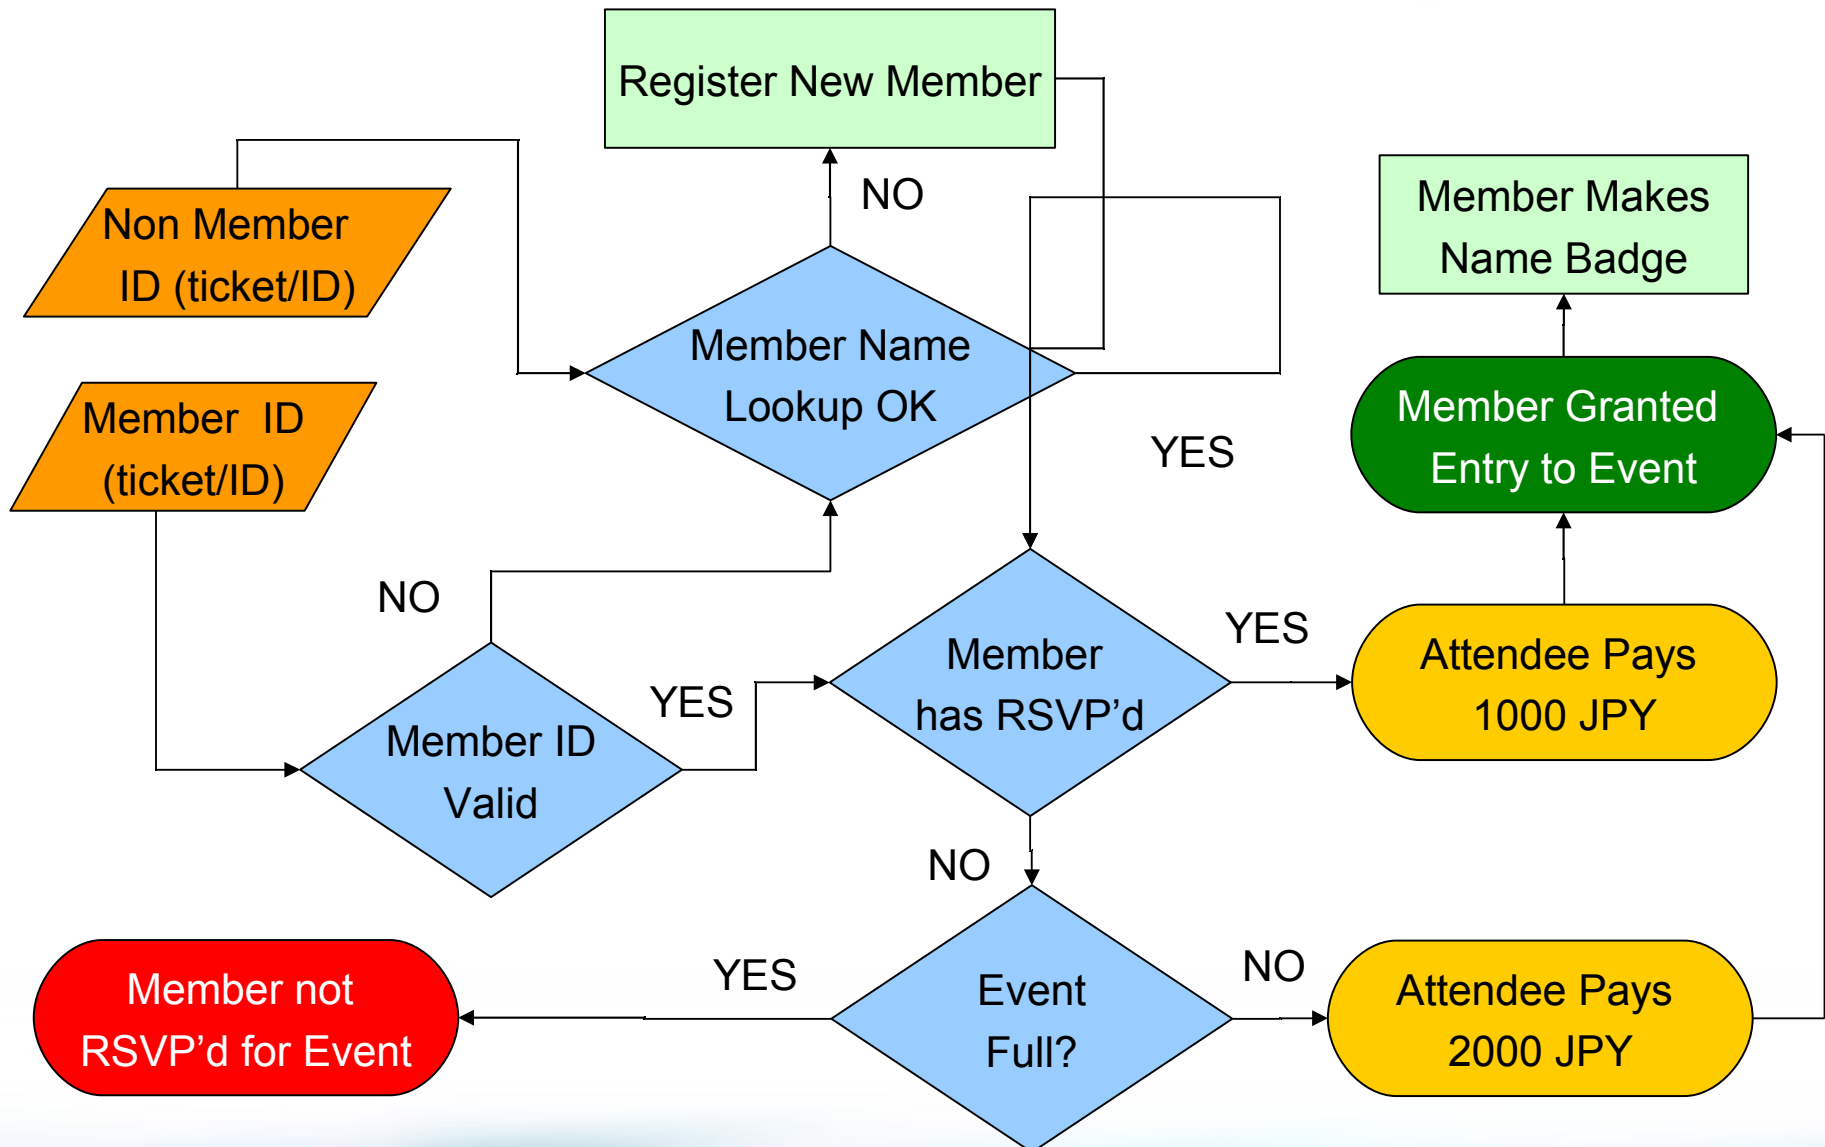 Register New Member
NO
Non Member
ID (ticket/ID)
Member Makes
Name Badge
Member Name
Lookup OK
Member ID
(ticket/ID)
YES
Member Granted
Entry to Event
NO
Member ID
Valid
YES
Member
has RSVP’d
YES
Attendee Pays
1000 JPY
NO
Member not
RSVP’d for Event
YES
Event
Full?
NO
Attendee Pays
2000 JPY